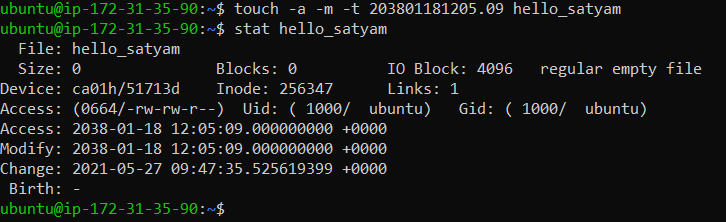 ubuntu@ip-172-31-35-90:~$ touch -a -m -t 203801181205.09 hello_satyam
ubuntu@ip-172-31-35-90:~$ stat hello_satyam
  File: hello_satyam
  Size: 0               Blocks: 0          IO Block: 4096   regular empty file
Device: ca01h/51713d    Inode: 256347      Links: 1
Access: (0664/-rw-rw-r--)  Uid: ( 1000/  ubuntu)   Gid: ( 1000/  ubuntu)
Access: 2038-01-18 12:05:09.000000000 +0000
Modify: 2038-01-18 12:05:09.000000000 +0000
Change: 2021-05-27 09:47:35.525619399 +0000
 Birth: -
ubuntu@ip-172-31-35-90:~$